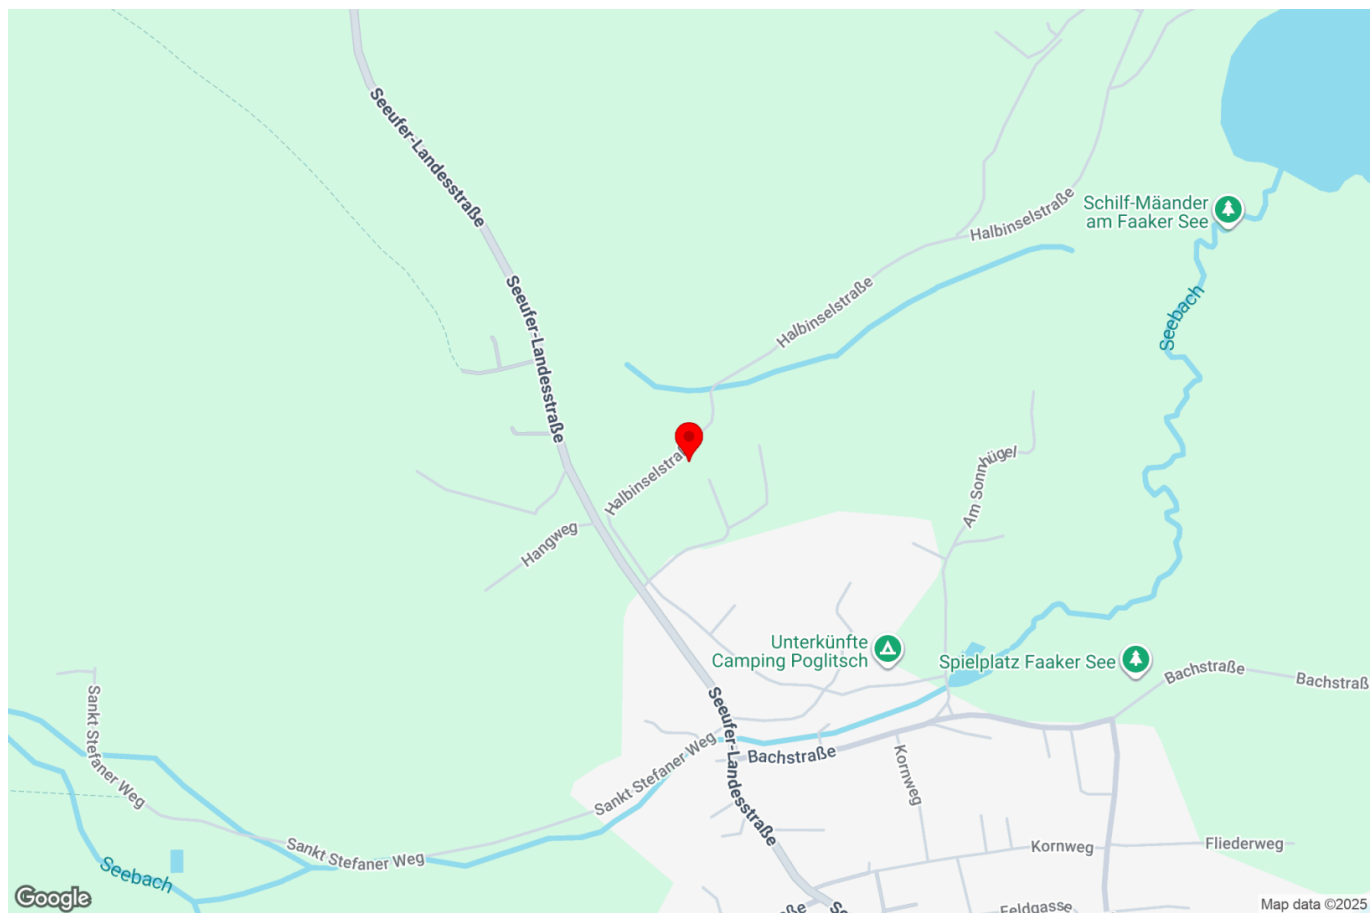 Seeufer-Landesstraße
Schilf-Mäander
am Faaker See
Halbinselstraße
Seebach
Seeufer-Landesstraße
Halbinselstraße
Am Sonnhügel
Halbinselstraße
Hangweg
Unterkünfte
Camping Poglitsch
Spielplatz Faaker See
Bachstraße
Bachstraß
Sankt Stefaner Weg
Seeufer-Landesstraße
Bachstraße
Kornweg
Sankt Stefaner Weg
Sankt Stefaner Weg
Kornweg
Fliederweg
Seebach
Feldgasse
Google
Map data ©2025